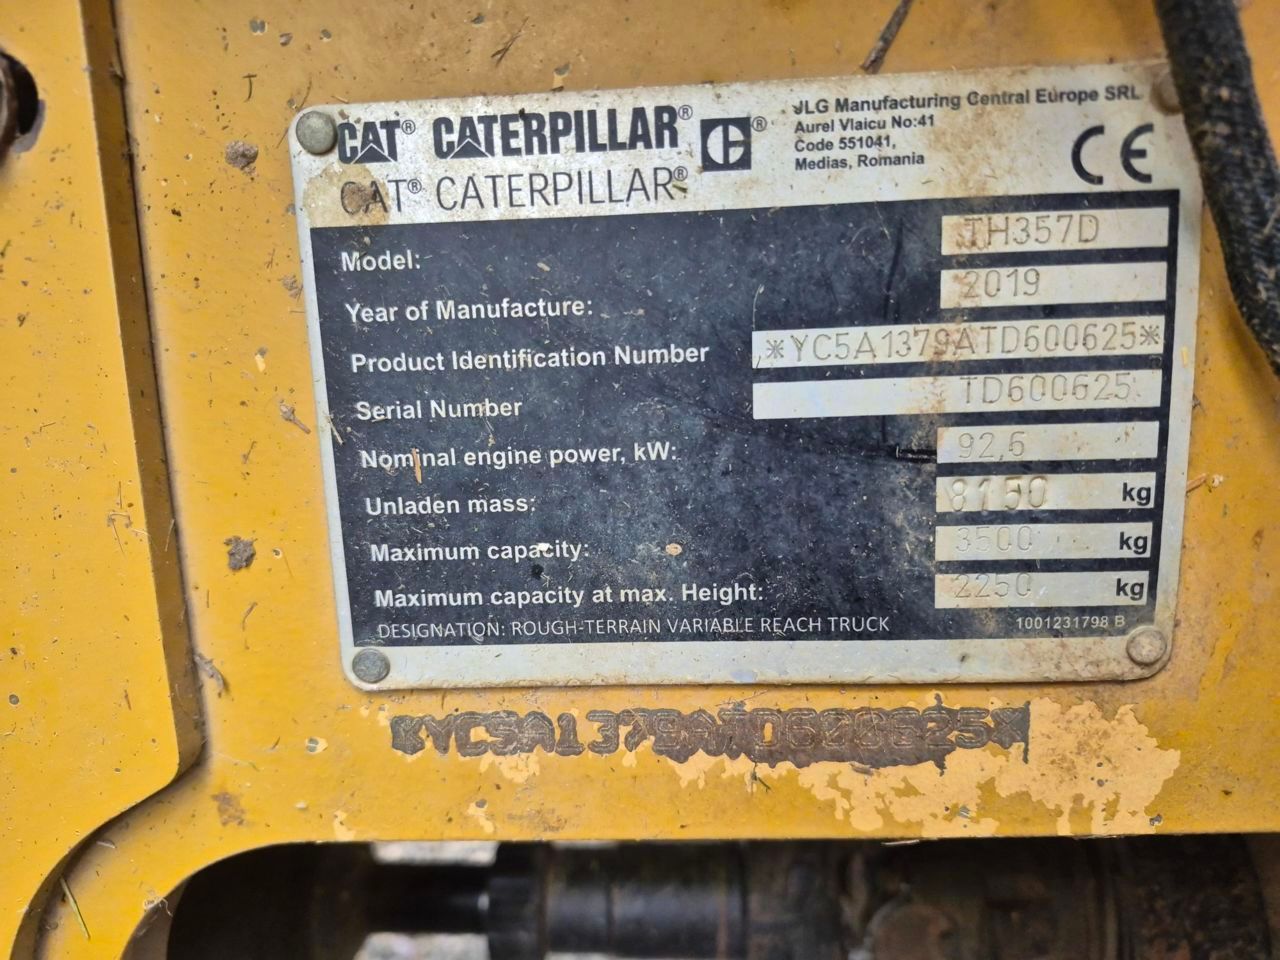 CAT® CATERPILLAR® ®
CAT® CATERPILLAR®
JLG Manufacturing Central Europe SRL
Aurel Vlaicu No:41
Code 551041,
Medias, Romania
CE
Model: TH357D
Year of Manufacture: 2019
Product Identification Number *YC5A1379ATD600625*
Serial Number TD600625
Nominal engine power, kW: 92,6
Unladen mass: 8150 kg
Maximum capacity: 3500 kg
Maximum capacity at max. Height: 2250 kg
DESIGNATION: ROUGH-TERRAIN VARIABLE REACH TRUCK 1001231798 B
*YC5A1379ATD600625*